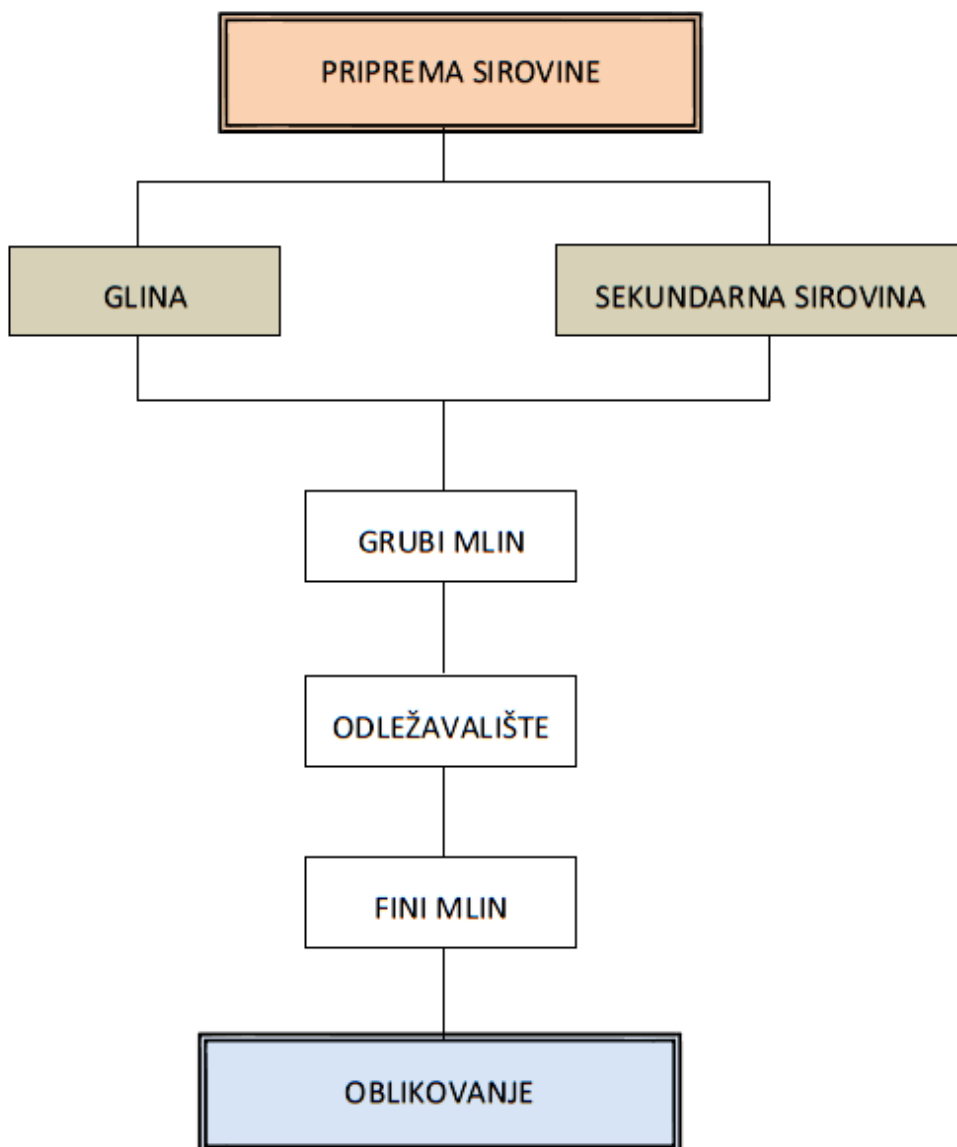 PRIPREMA SIROVINE
GLINA
SEKUNDARNA SIROVINA
GRUBI MLIN
ODLEŽAVALIŠTE
FINI MLIN
OBLIKOVANJE